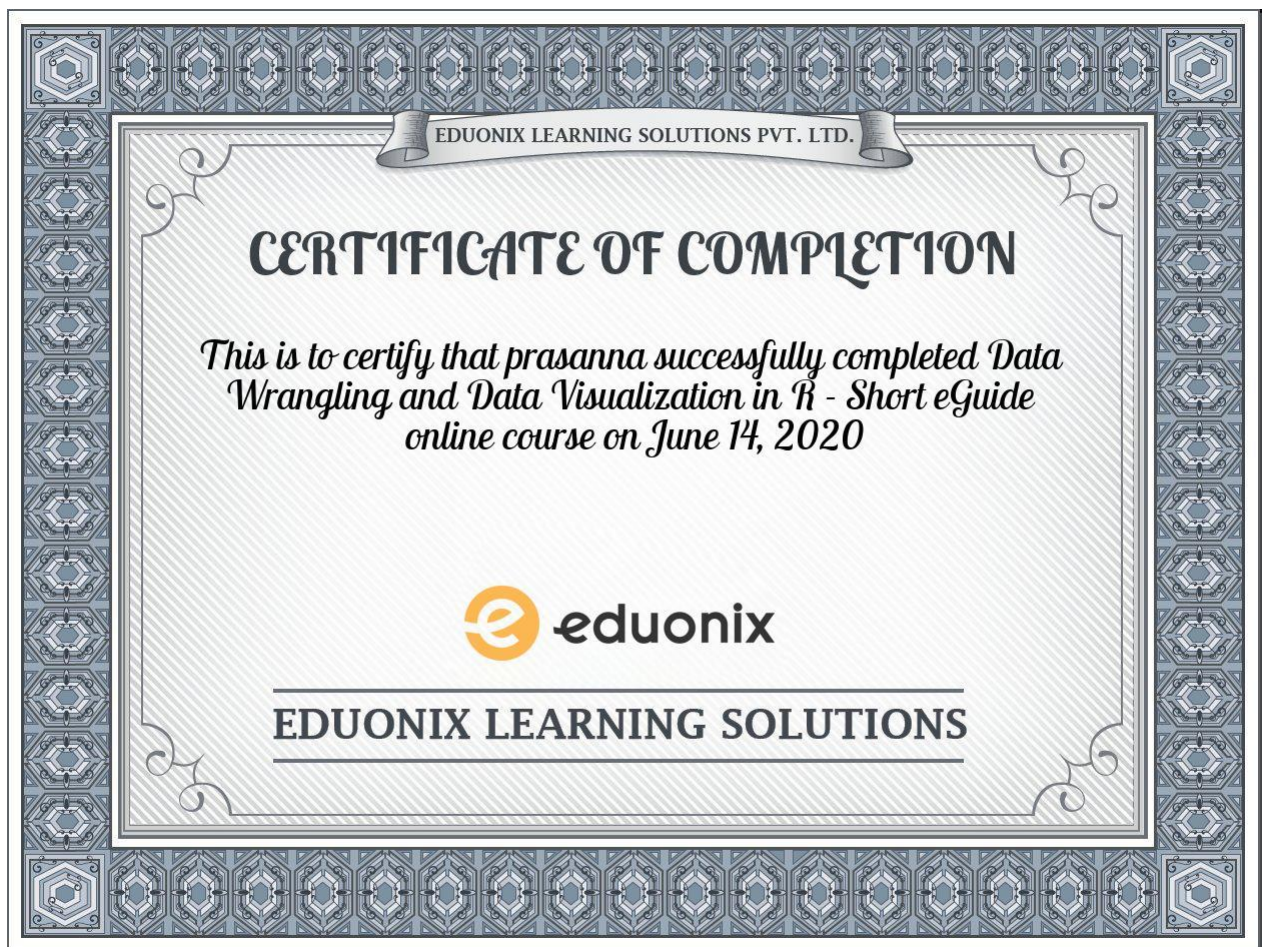 EDUONIX LEARNING SOLUTIONS PVT. LTD.
CERTIFICATE OF COMPLETION
This is to certify that prasanna successfully completed Data
Wrangling and Data Visualization in R - Short eGuide
online course on June 14, 2020
e eduonix
EDUONIX LEARNING SOLUTIONS